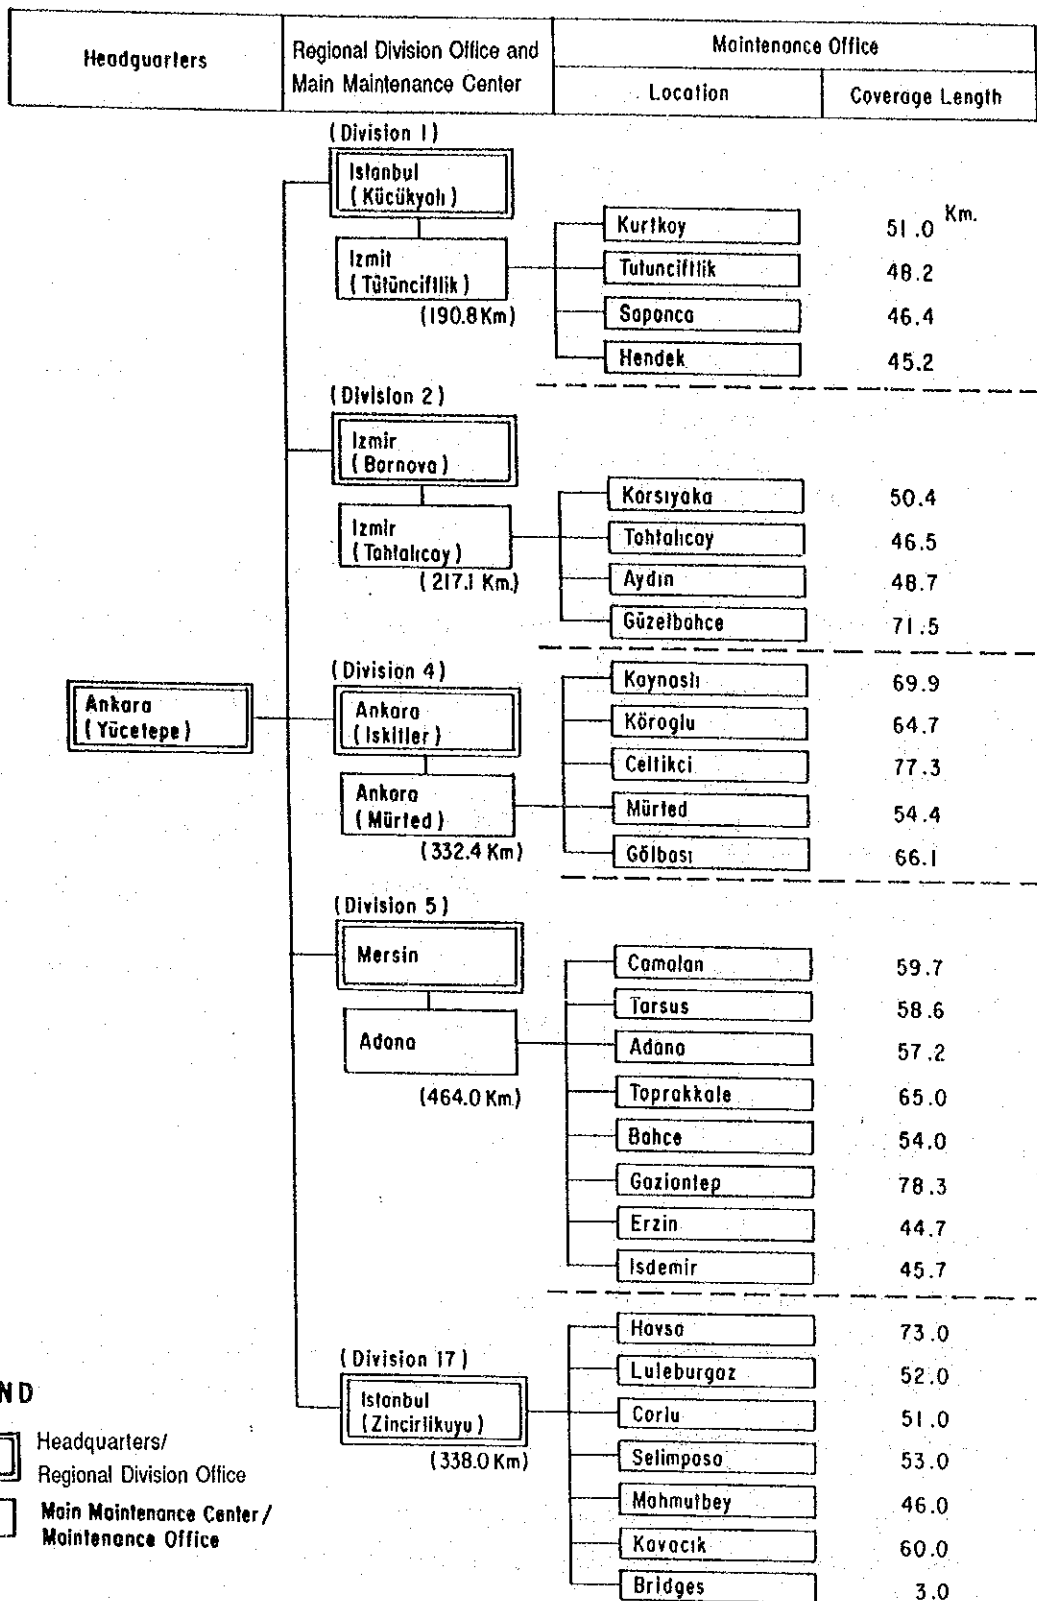 Headquarters
Regional Division Office and
Main Maintenance Center
Maintenance Office
Location
Coverage Length
(Division 1)
Istanbul
(Kücükyalı)
Izmit
(Tütünciftlik)
(190.8 Km)
Kurtkoy
51.0 Km.
Tutunciftlik
48.2
Sapanca
46.4
Hendek
45.2
(Division 2)
Izmir
(Bornova)
Izmir
(Tahtalıcay)
(217.1 Km.)
Karsıyaka
50.4
Tahtalıcay
46.5
Aydın
48.7
Güzelbahce
71.5
Ankara
(Yücetepe)
(Division 4)
Ankara
(Iskitler)
Ankara
(Mürted)
(332.4 Km)
Kaynaslı
69.9
Köroglu
64.7
Celtikci
77.3
Mürted
54.4
Gölbası
66.1
(Division 5)
Mersin
Adana
(464.0 Km.)
Camalan
59.7
Tarsus
58.6
Adana
57.2
Toprakkale
65.0
Bahce
54.0
Gaziantep
78.3
Erzin
44.7
Isdemir
45.7
(Division 17)
Istanbul
(Zincirlikuyu)
(338.0 Km)
Havsa
73.0
Luleburgaz
52.0
Corlu
51.0
Selimpasa
53.0
Mahmutbey
46.0
Kavacık
60.0
Bridges
3.0
ND
Headquarters/
Regional Division Office
Main Maintenance Center/
Maintenance Office